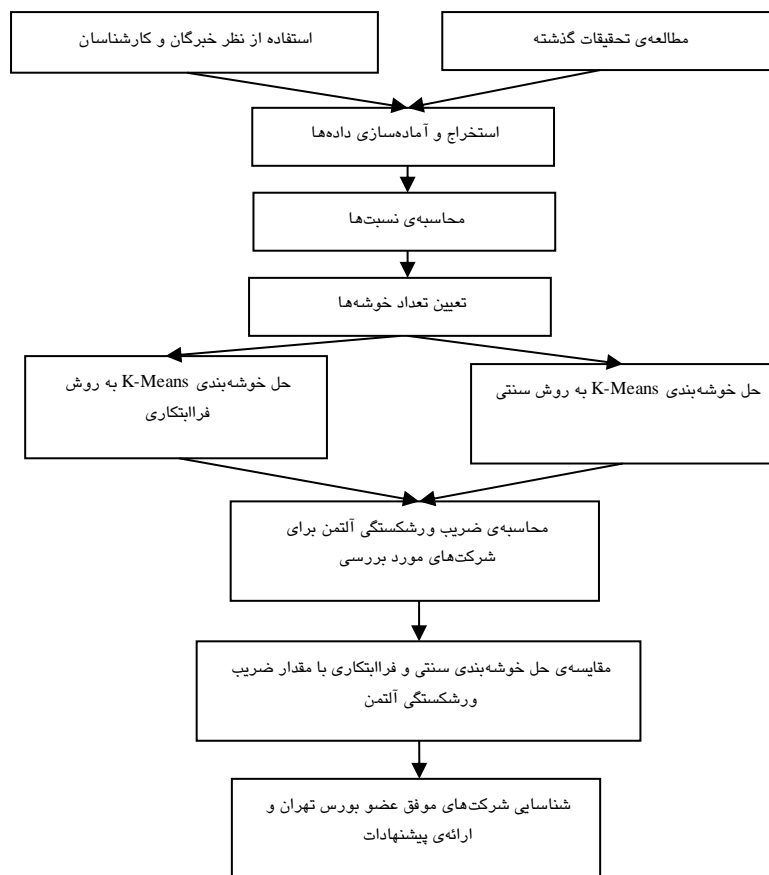 مطالعه‌ی تحقیقات گذشته
استفاده از نظر خبرگان و کارشناسان
استخراج و آماده‌سازی داده‌ها
محاسبه‌ی نسبت‌ها
تعیین تعداد خوشه‌ها
حل خوشه‌بندی K-Means به روش سنتی
حل خوشه‌بندی K-Means به روش
فراابتکاری
محاسبه‌ی ضریب ورشکستگی آلتمن برای
شرکت‌های مورد بررسی
مقایسه‌ی حل خوشه‌بندی سنتی و فراابتکاری با مقدار ضریب
ورشکستگی آلتمن
شناسایی شرکت‌های موفق عضو بورس تهران و
ارائه‌ی پیشنهادات